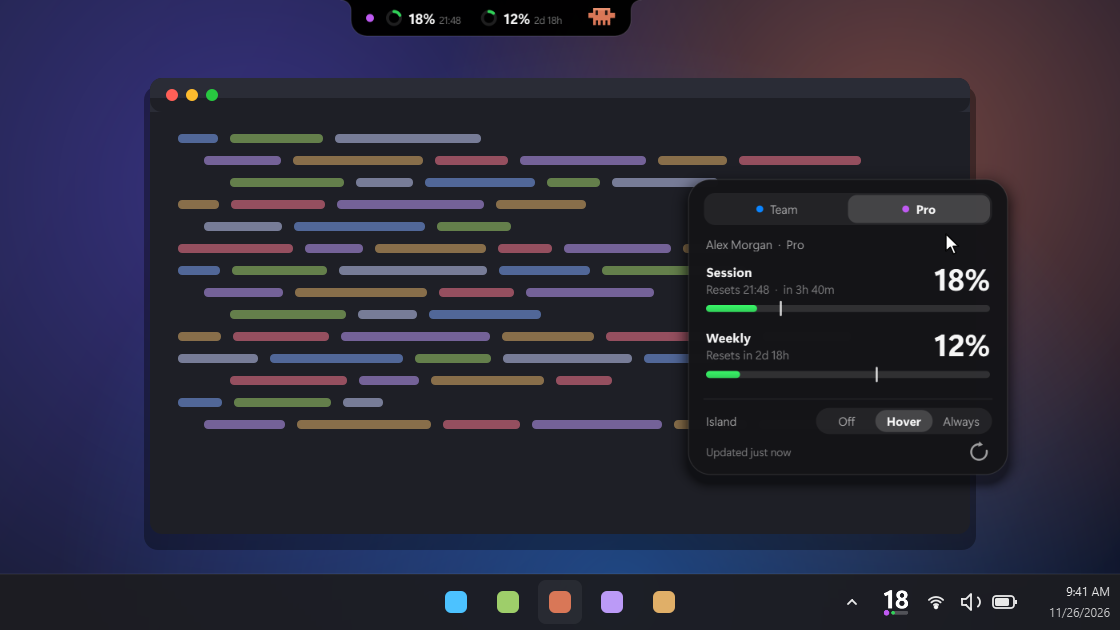 18% 21:48 12% 2d 18h
Team Pro
Alex Morgan · Pro
Session 18%
Resets 21:48 · in 3h 40m
Weekly 12%
Resets in 2d 18h
Island Off Hover Always
Updated just now
18
9:41 AM
11/26/2026